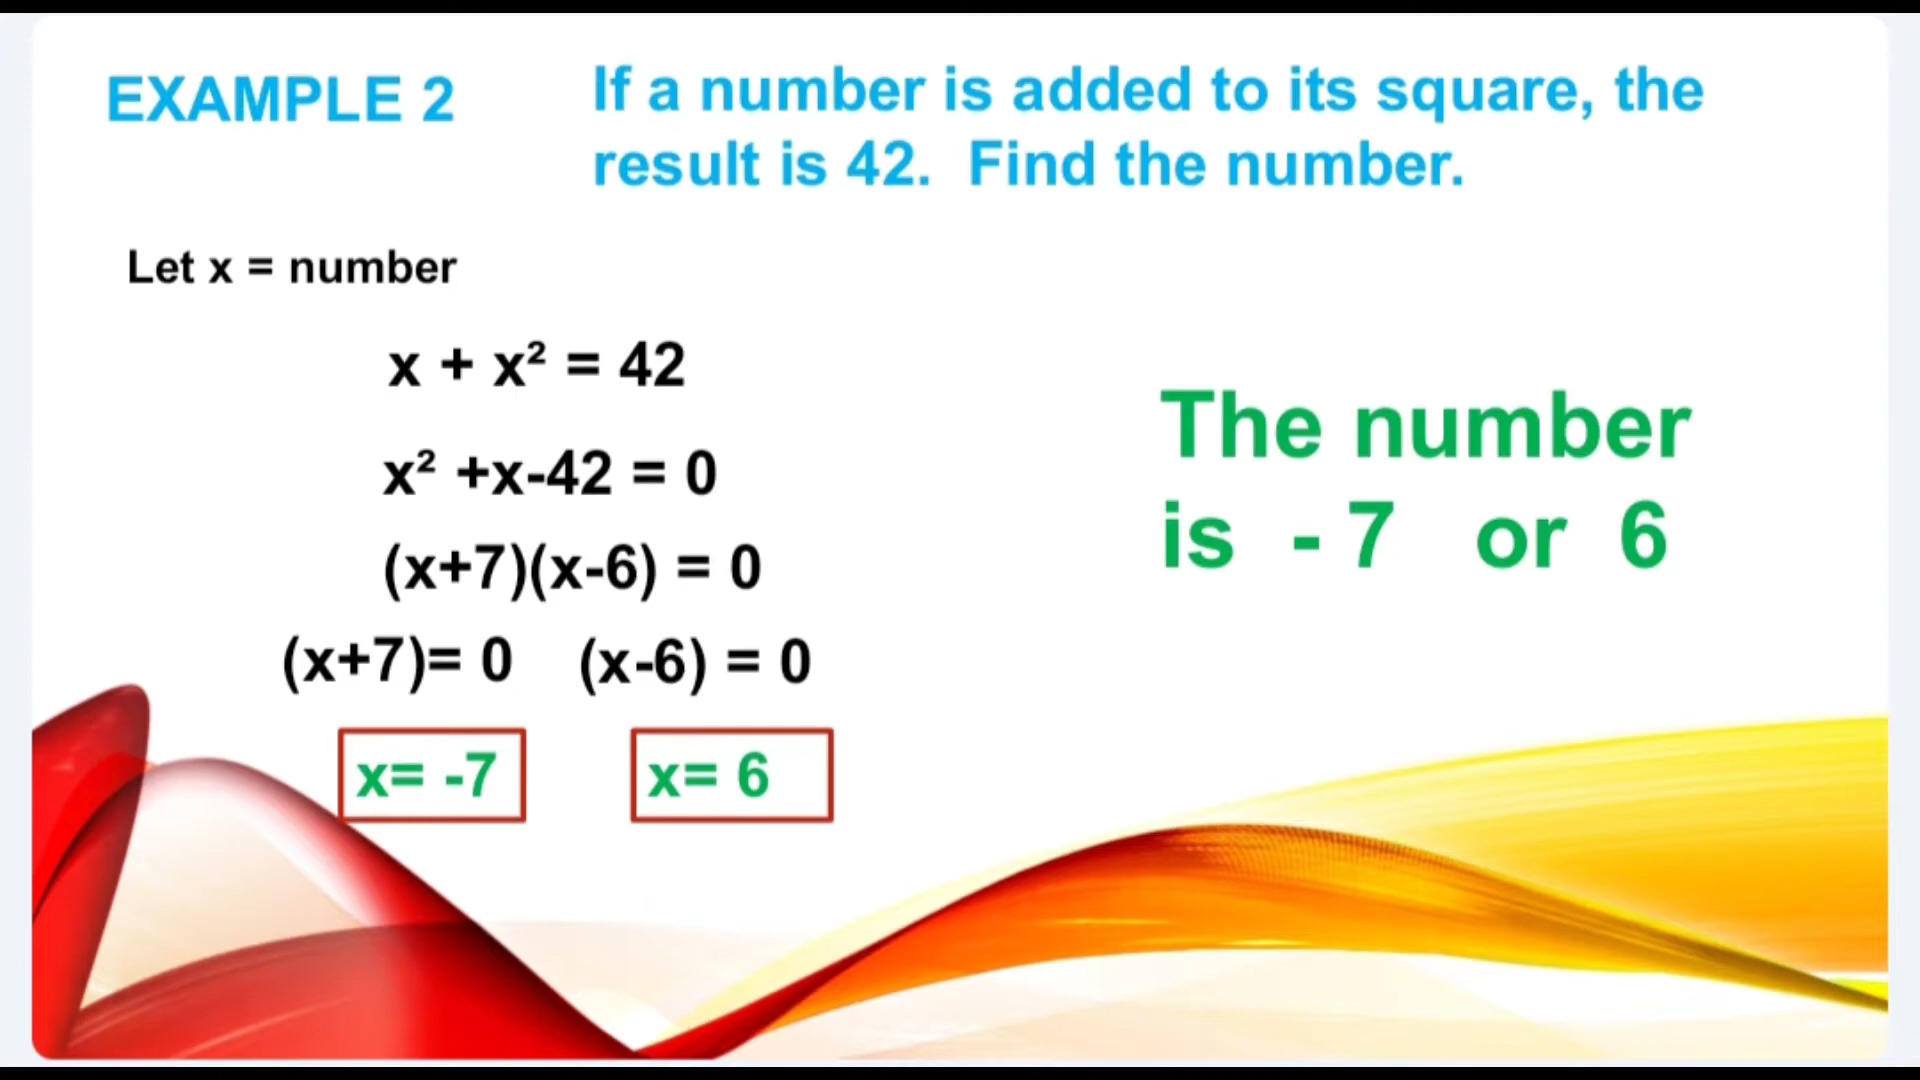 EXAMPLE 2
If a number is added to its square, the
result is 42. Find the number.
Let x = number
x + x² = 42
x² +x-42 = 0
(x+7)(x-6) = 0
(x+7)= 0 (x-6) = 0
x= -7 x= 6
The number
is - 7 or 6